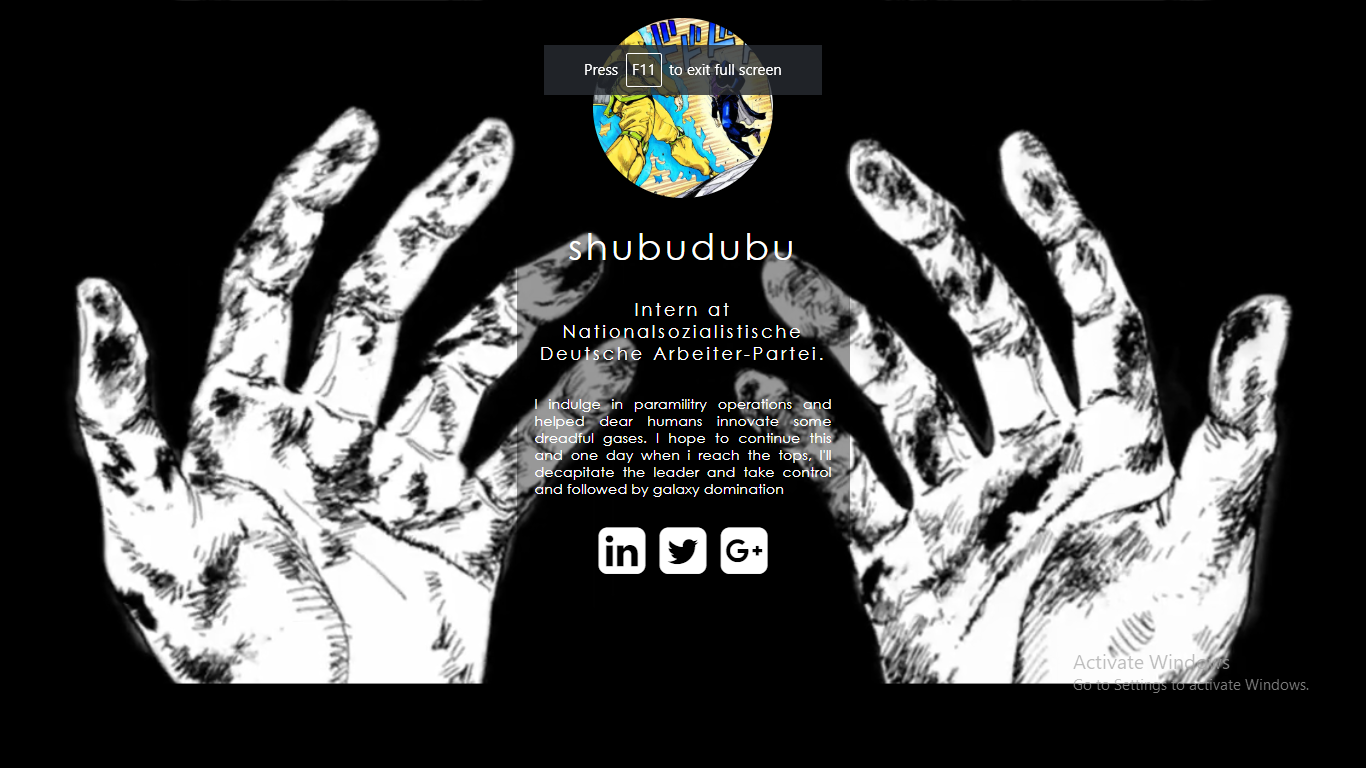 Press F11 to exit full screen
shubudubu
Intern at
Nationalsozialistische
Deutsche Arbeiter-Partei.
I indulge in paramilitry operations and
helped dear humans innovate some
dreadful gases. I hope to continue this
and one day when i reach the tops, I'll
decapitate the leader and take control
and followed by galaxy domination
in
G+
Activate Windows
Go to Settings to activate Windows.